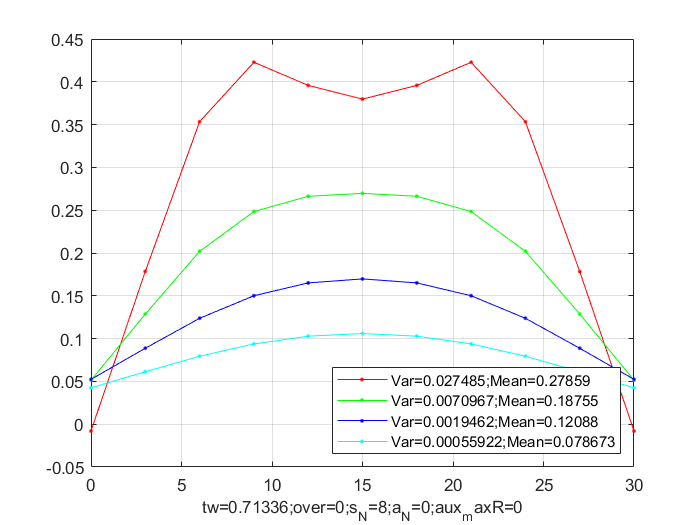 0.45
0.4
0.35
0.3
0.25
0.2
0.15
0.1
0.05
0
-0.05
Var=0.027485;Mean=0.27859
Var=0.0070967;Mean=0.18755
Var=0.0019462;Mean=0.12088
Var=0.00055922;Mean=0.078673
0 5 10 15 20 25 30
tw=0.71336;over=0;s_N=8;a_N=0;aux_maxR=0